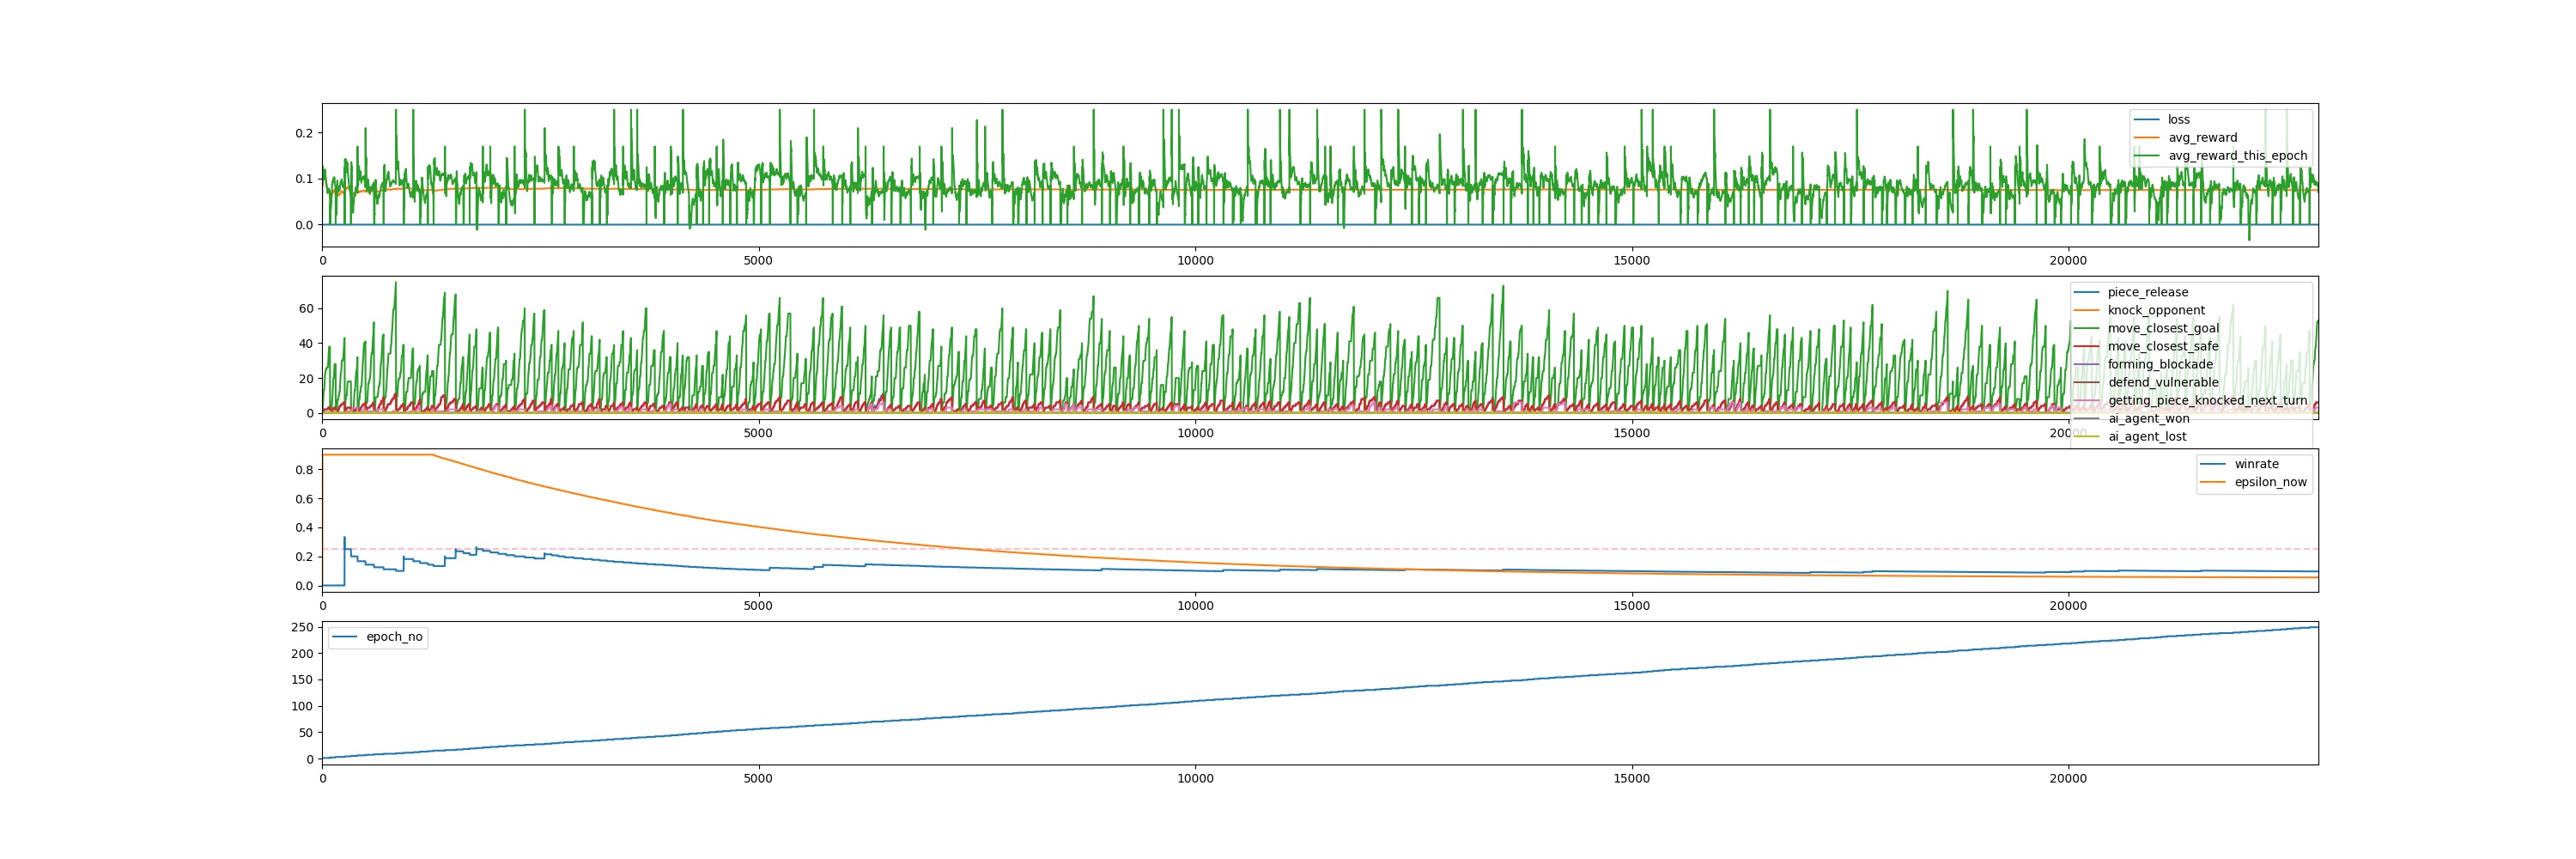 0.2
0.1
0.0
loss
avg_reward
avg_reward_this_epoch
0 5000 10000 15000 20000
60
40
20
0
piece_release
knock_opponent
move_closest_goal
move_closest_safe
forming_blockade
defend_vulnerable
getting_piece_knocked_next_turn
ai_agent_won
ai_agent_lost
0 5000 10000 15000 20000
0.8
0.6
0.4
0.2
0.0
winrate
epsilon_now
0 5000 10000 15000 20000
250
200
150
100
50
0
epoch_no
0 5000 10000 15000 20000